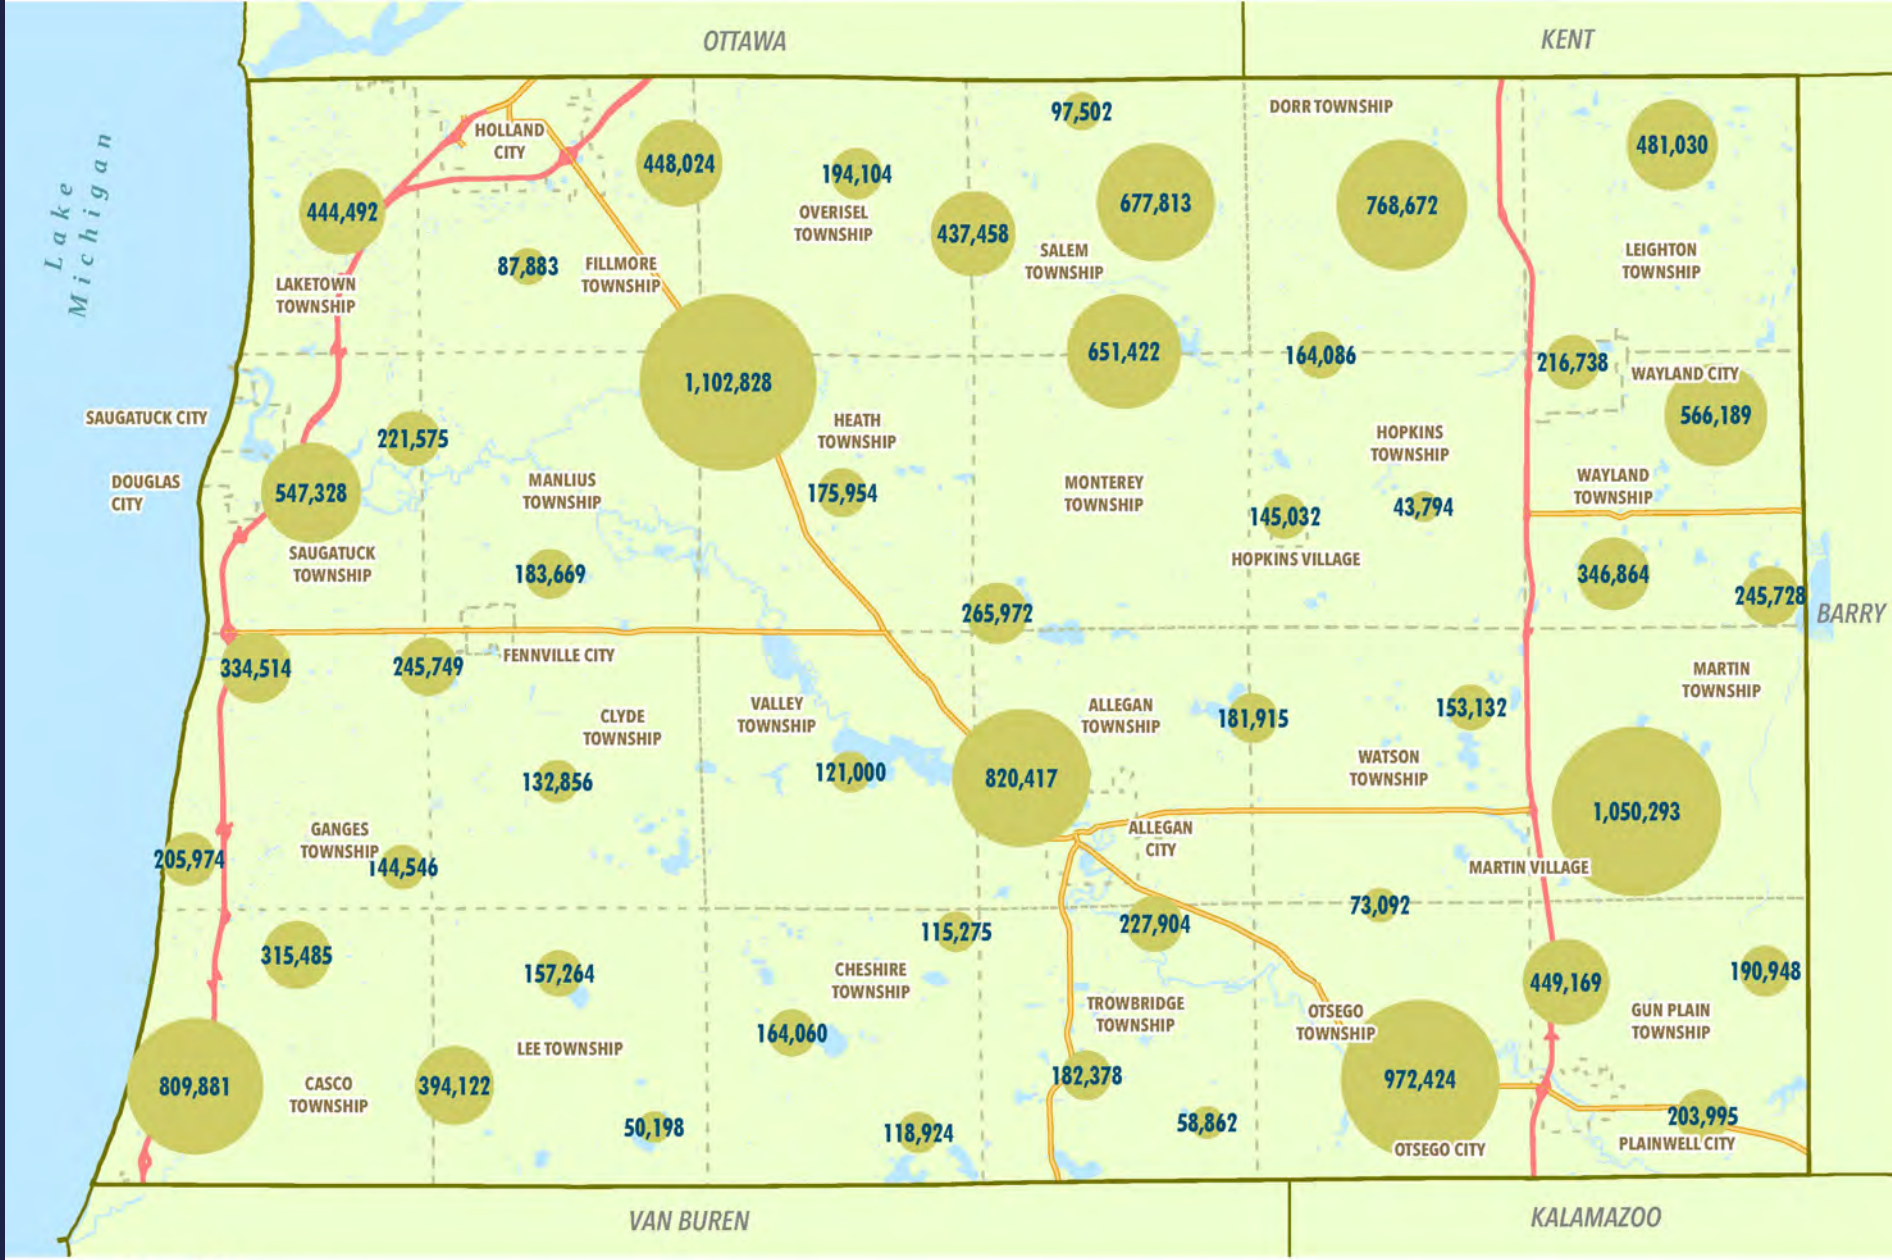 OTTAWA
KENT
Lake
Michigan
97,502
DORR TOWNSHIP
HOLLAND
CITY
481,030
448,024
194,104
677,813
768,672
444,492
OVERISEL
TOWNSHIP
437,458
SALEM
TOWNSHIP
LEIGHTON
TOWNSHIP
87,883
FILLMORE
TOWNSHIP
LAKETOWN
TOWNSHIP
651,422
164,086
216,738
WAYLAND CITY
1,102,828
566,189
SAUGATUCK CITY
221,575
HEATH
TOWNSHIP
HOPKINS
TOWNSHIP
DOUGLAS
CITY
547,328
MANLIUS
TOWNSHIP
175,954
MONTEREY
TOWNSHIP
WAYLAND
TOWNSHIP
145,032
43,794
HOPKINS VILLAGE
SAUGATUCK
TOWNSHIP
183,669
346,864
245,728
265,972
BARRY
334,514
245,749
FENNVILLE CITY
MARTIN
TOWNSHIP
CLYDE
TOWNSHIP
VALLEY
TOWNSHIP
ALLEGAN
TOWNSHIP
181,915
153,132
132,856
121,000
820,417
WATSON
TOWNSHIP
1,050,293
GANGES
TOWNSHIP
205,974
144,546
ALLEGAN
CITY
MARTIN VILLAGE
73,092
315,485
115,275
227,904
157,264
CHESHIRE
TOWNSHIP
449,169
190,948
164,060
TROWBRIDGE
TOWNSHIP
OTSEGO
TOWNSHIP
GUN PLAIN
TOWNSHIP
LEE TOWNSHIP
809,881
CASCO
TOWNSHIP
394,122
182,378
972,424
50,198
118,924
58,862
203,995
OTSEGO CITY
PLAINWELL CITY
VAN BUREN
KALAMAZOO